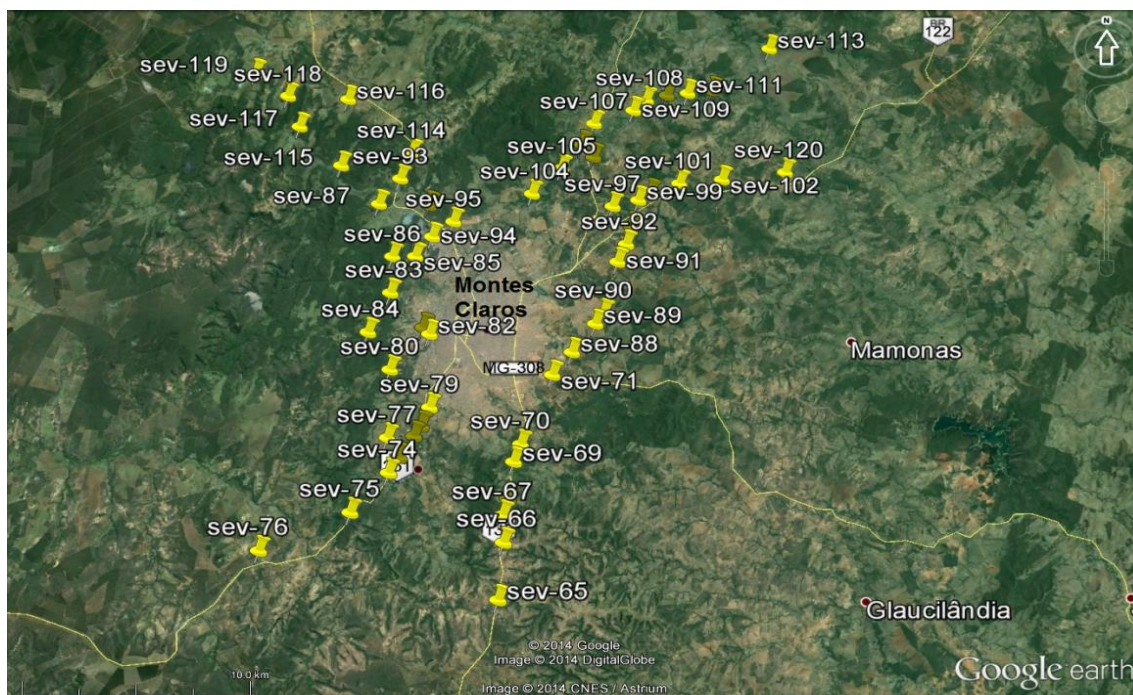 BR
122
N
sev-113
sev-119
sev-118
sev-116
sev-108
sev-111
sev-107
sev-109
sev-117
sev-114
sev-105
sev-101
sev-120
sev-115
sev-93
sev-104
sev-97
sev-99
sev-102
sev-87
sev-95
sev-92
sev-86
sev-94
sev-91
sev-83
sev-85
Montes
Claros
sev-90
sev-84
sev-82
sev-89
sev-80
sev-88
Mamonas
MG-308
sev-79
sev-71
sev-77
sev-70
sev-74
sev-69
sev-75
sev-67
sev-66
sev-76
sev-65
Glaucilândia
© 2014 Google
Image © 2014 DigitalGlobe
Image © 2014 CNES / Astrium
10.0 km
Google earth